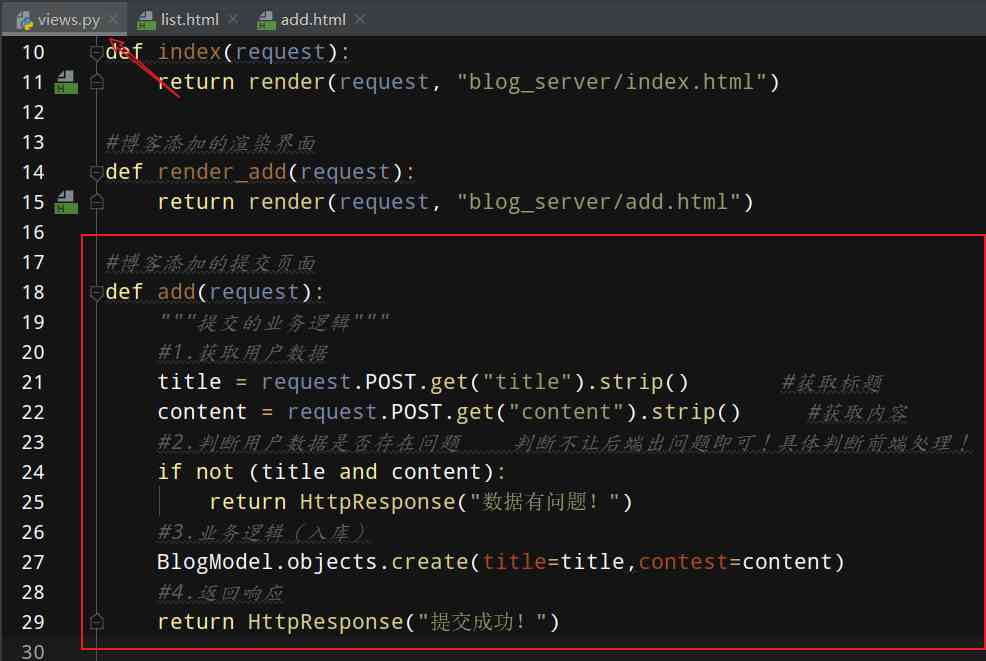 views.py × list.html × add.html ×
10 def index(request):
11 return render(request, "blog_server/index.html")
12
13 #博客添加的渲染界面
14 def render_add(request):
15 return render(request, "blog_server/add.html")
16
17 #博客添加的提交页面
18 def add(request):
19 """提交的业务逻辑"""
20 #1.获取用户数据
21 title = request.POST.get("title").strip() #获取标题
22 content = request.POST.get("content").strip() #获取内容
23 #2.判断用户数据是否存在问题 判断不让后端出问题即可！具体判断前端处理！
24 if not (title and content):
25 return HttpResponse("数据有问题！")
26 #3.业务逻辑（入库）
27 BlogModel.objects.create(title=title,contest=content)
28 #4.返回响应
29 return HttpResponse("提交成功！")
30